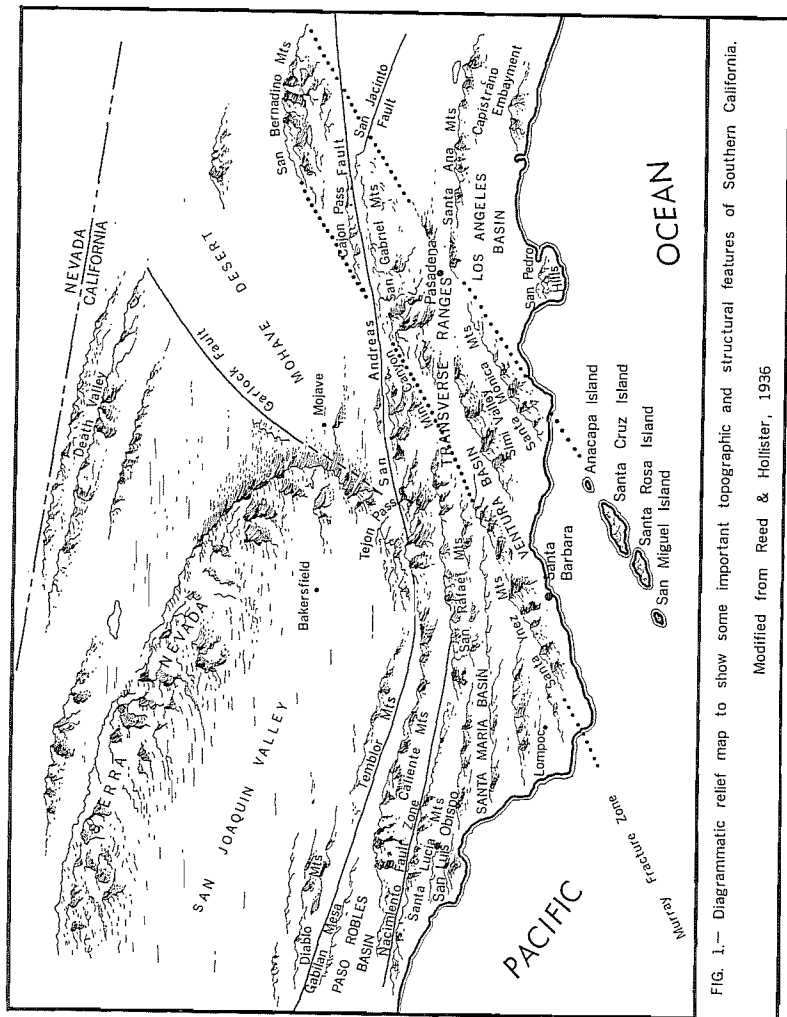 NEVADA
CALIFORNIA
Death Valley
Garlock Fault
MOHAVE DESERT
Mojave
San Bernadino Mts
Cajon Pass Fault
San Jacinto
Fault
SIERRA NEVADA
SAN JOAQUIN VALLEY
Bakersfield
Tejon Pass
San Andreas
San Gabriel Mts
Mint Canyon
Pasadena
TRANSVERSE RANGES
Santa Ana Mts
Capistrano
Embayment
LOS ANGELES
BASIN
San Pedro
Hills
Simi Valley
Santa Monica Mts
VENTURA BASIN
Diablo Mts
Gabilan Mesa
PASO ROBLES
BASIN
Temblor Mts
Caliente Mts
Nacimiento Fault Zone
Santa Lucia Mts
San Luis Obispo
San Rafael Mts
SANTA MARIA BASIN
Santa Ynez Mts
Lompoc
Santa
Barbara
Anacapa Island
Santa Cruz Island
Santa Rosa Island
San Miguel Island
Murray Fracture Zone
PACIFIC OCEAN
FIG. 1.— Diagrammatic relief map to show some important topographic and structural features of Southern California.
Modified from Reed & Hollister, 1936